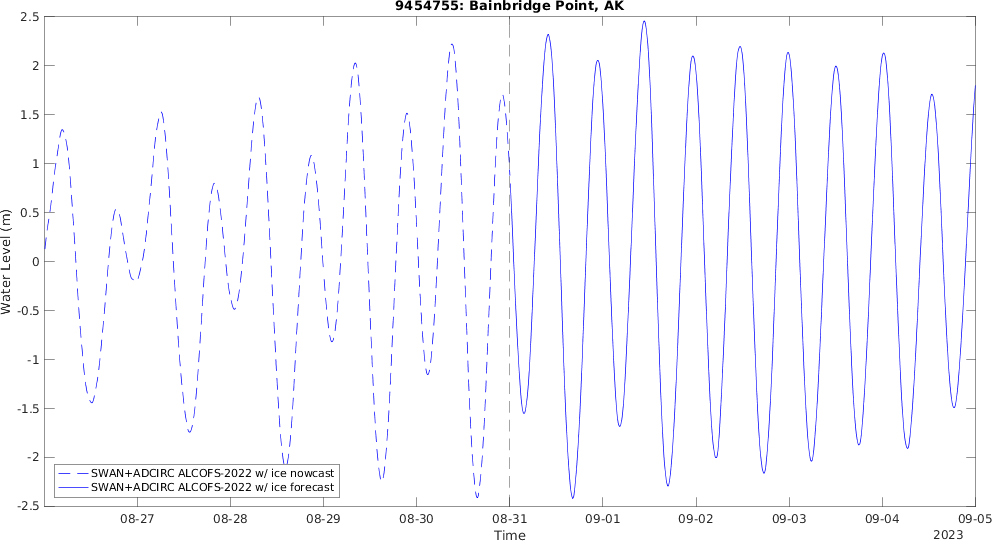 9454755: Bainbridge Point, AK
2.5
2
1.5
1
0.5
0
-0.5
-1
-1.5
-2
-2.5
Water Level (m)
SWAN+ADCIRC ALCOFS-2022 w/ ice nowcast
SWAN+ADCIRC ALCOFS-2022 w/ ice forecast
08-27 08-28 08-29 08-30 08-31 09-01 09-02 09-03 09-04 09-05
Time
2023